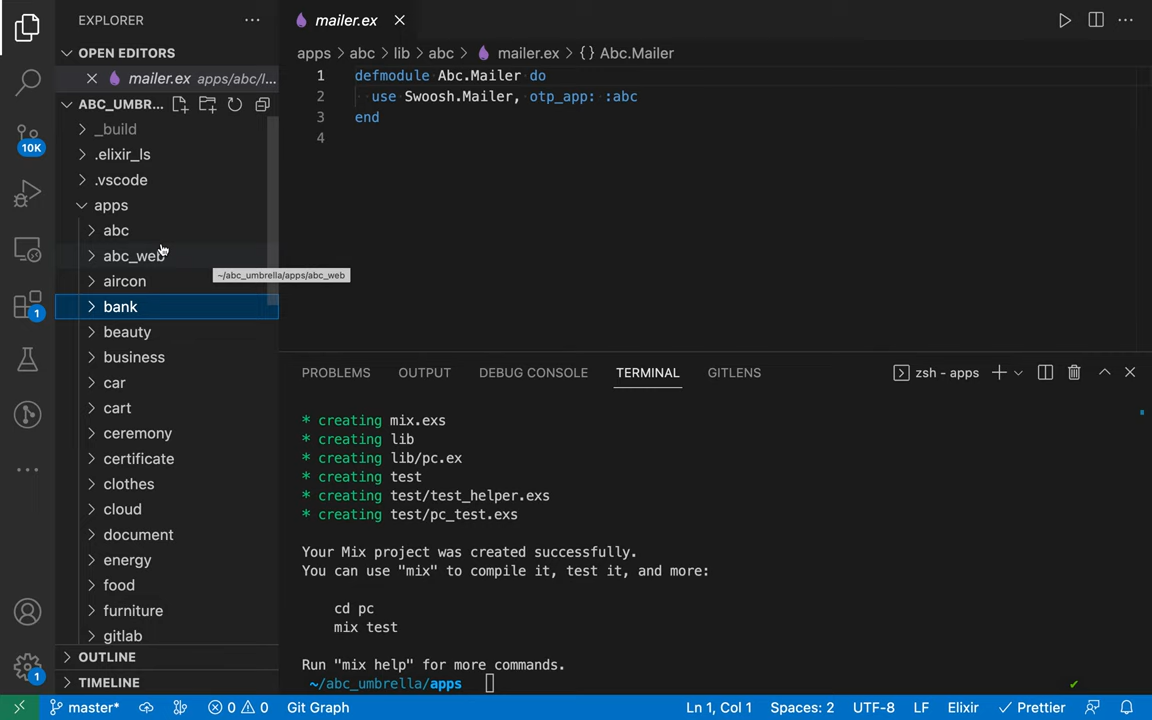 EXPLORER
OPEN EDITORS
mailer.ex apps/abc/l...
ABC_UMBR...
_build
.elixir_ls
.vscode
apps
abc
abc_web
~/abc_umbrella/apps/abc_web
aircon
bank
beauty
business
car
cart
ceremony
certificate
clothes
cloud
document
energy
food
furniture
gitlab
OUTLINE
TIMELINE
10K
1
1
mailer.ex
apps > abc > lib > abc > mailer.ex > {} Abc.Mailer
1 defmodule Abc.Mailer do
2 use Swoosh.Mailer, otp_app: :abc
3 end
4
PROBLEMS OUTPUT DEBUG CONSOLE TERMINAL GITLENS zsh - apps
* creating mix.exs
* creating lib
* creating lib/pc.ex
* creating test
* creating test/test_helper.exs
* creating test/pc_test.exs
Your Mix project was created successfully.
You can use "mix" to compile it, test it, and more:
cd pc
mix test
Run "mix help" for more commands.
~/abc_umbrella/apps
master* 0 0 Git Graph Ln 1, Col 1 Spaces: 2 UTF-8 LF Elixir Prettier